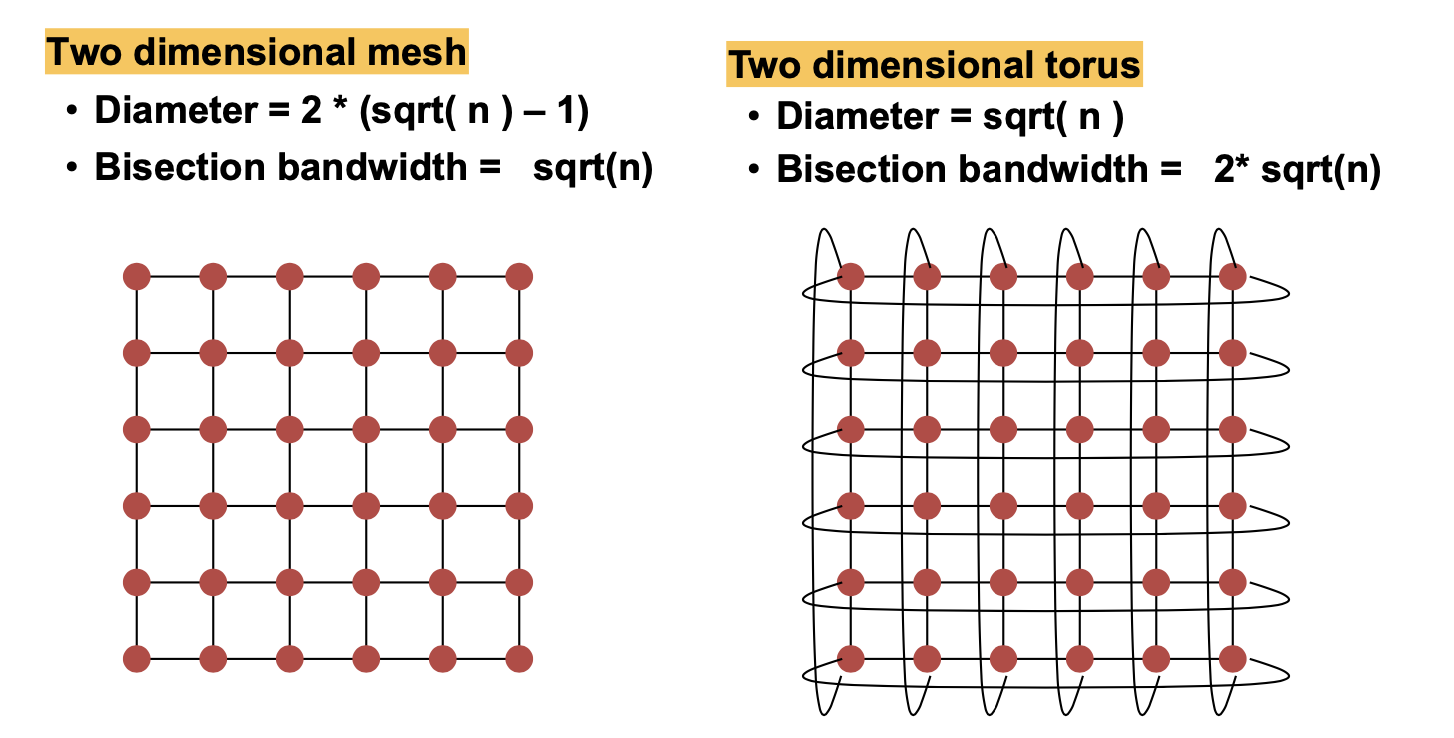 Two dimensional mesh
• Diameter = 2 * (sqrt( n ) – 1)
• Bisection bandwidth = sqrt(n)
Two dimensional torus
• Diameter = sqrt( n )
• Bisection bandwidth = 2* sqrt(n)